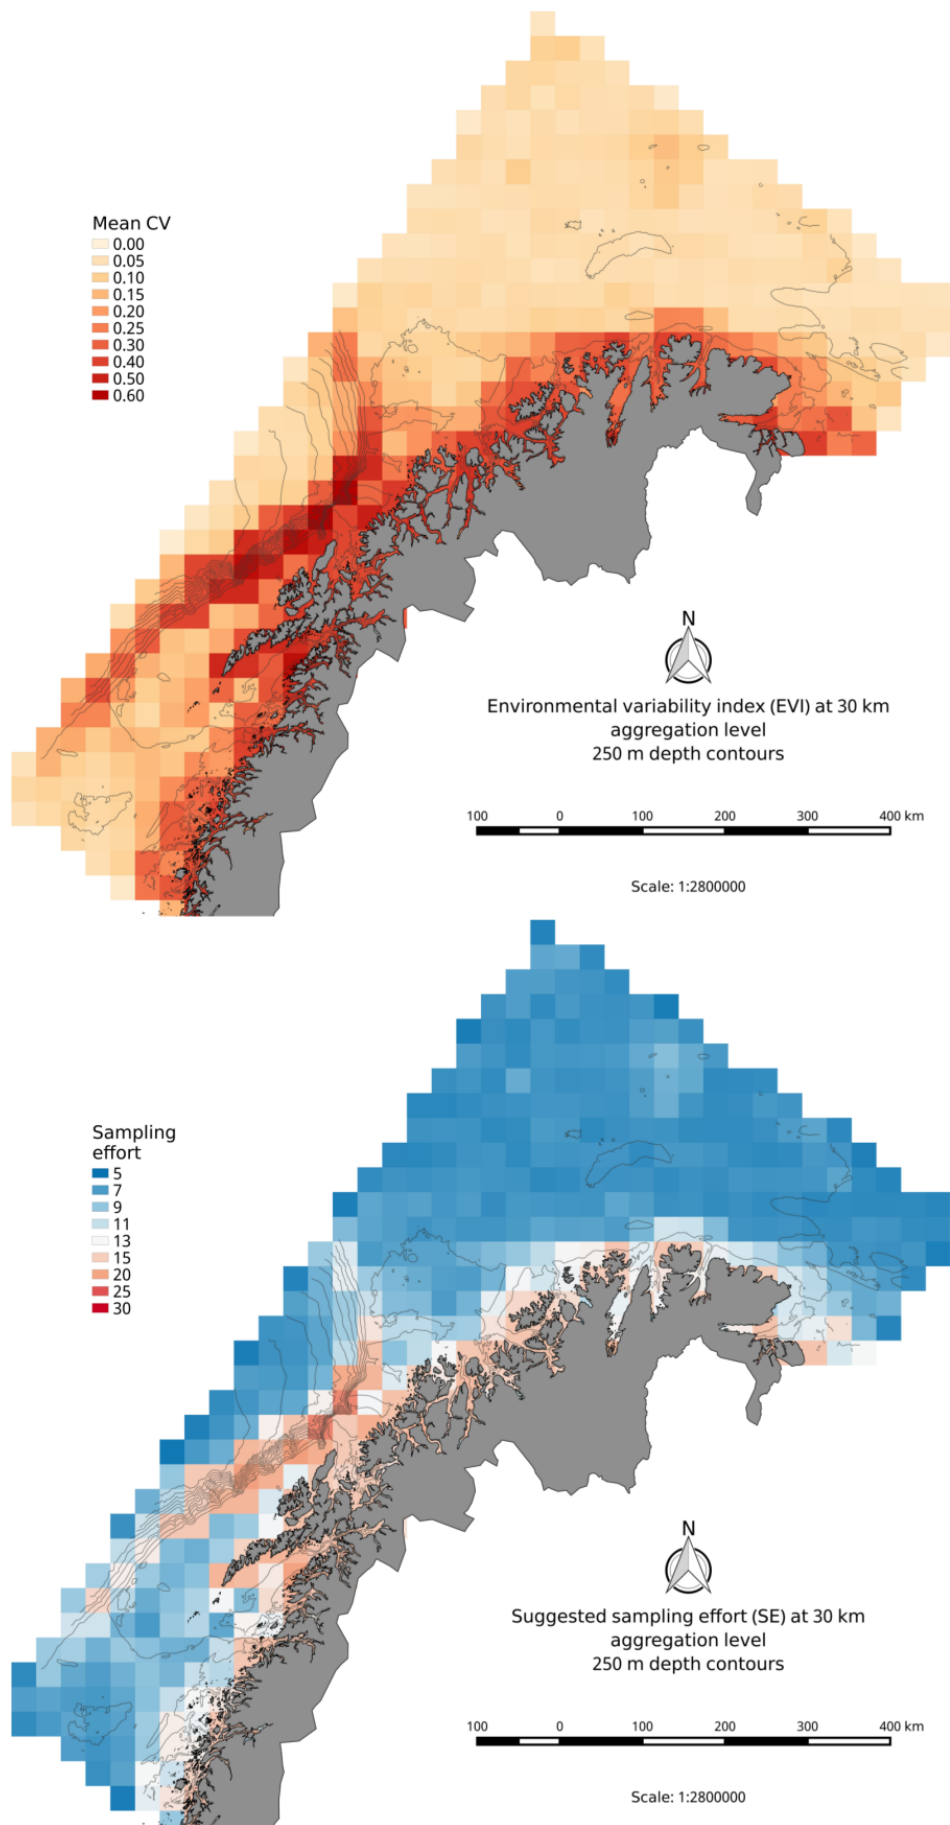 Mean CV
0.00
0.05
0.10
0.15
0.20
0.25
0.30
0.40
0.50
0.60
N
Environmental variability index (EVI) at 30 km
aggregation level
250 m depth contours
100 0 100 200 300 400 km
Scale: 1:2800000
Sampling
effort
5
7
9
11
13
15
20
25
30
N
Suggested sampling effort (SE) at 30 km
aggregation level
250 m depth contours
100 0 100 200 300 400 km
Scale: 1:2800000